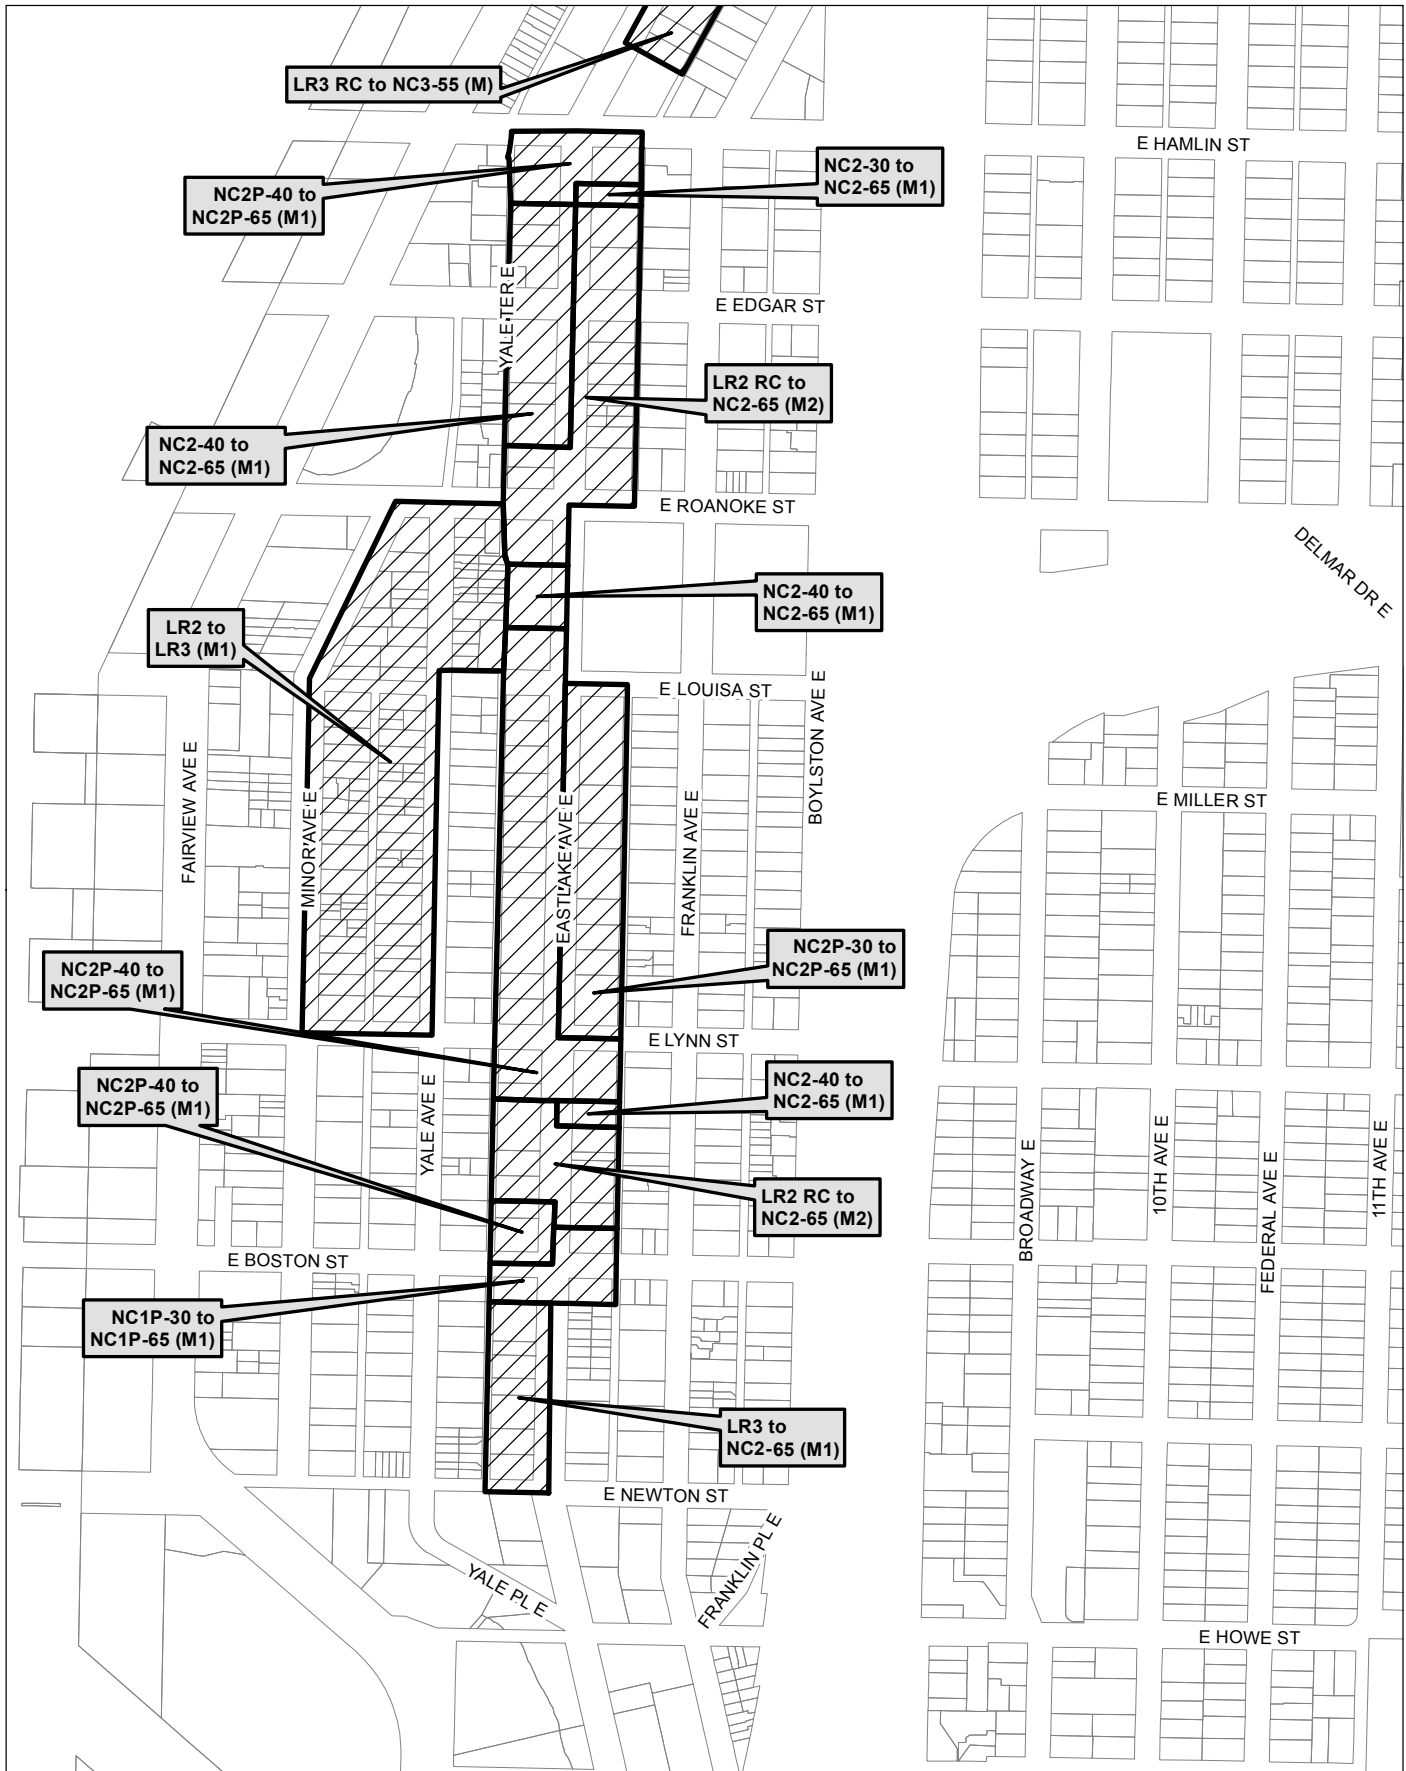 LR3 RC to NC3-55 (M)
E HAMLIN ST
NC2P-40 to
NC2P-65 (M1)
NC2-30 to
NC2-65 (M1)
YALE TER E
E EDGAR ST
LR2 RC to
NC2-65 (M2)
NC2-40 to
NC2-65 (M1)
E ROANOKE ST
DELMAR DR E
NC2-40 to
NC2-65 (M1)
LR2 to
LR3 (M1)
E LOUISA ST
BOYLSTON AVE E
FAIRVIEW AVE E
MINOR AVE E
EASTLAKE AVE E
FRANKLIN AVE E
E MILLER ST
NC2P-30 to
NC2P-65 (M1)
NC2P-40 to
NC2P-65 (M1)
E LYNN ST
NC2-40 to
NC2-65 (M1)
NC2P-40 to
NC2P-65 (M1)
YALE AVE E
BROADWAY E
10TH AVE E
FEDERAL AVE E
11TH AVE E
LR2 RC to
NC2-65 (M2)
E BOSTON ST
NC1P-30 to
NC1P-65 (M1)
LR3 to
NC2-65 (M1)
E NEWTON ST
YALE PL E
FRANKLIN PL E
E HOWE ST